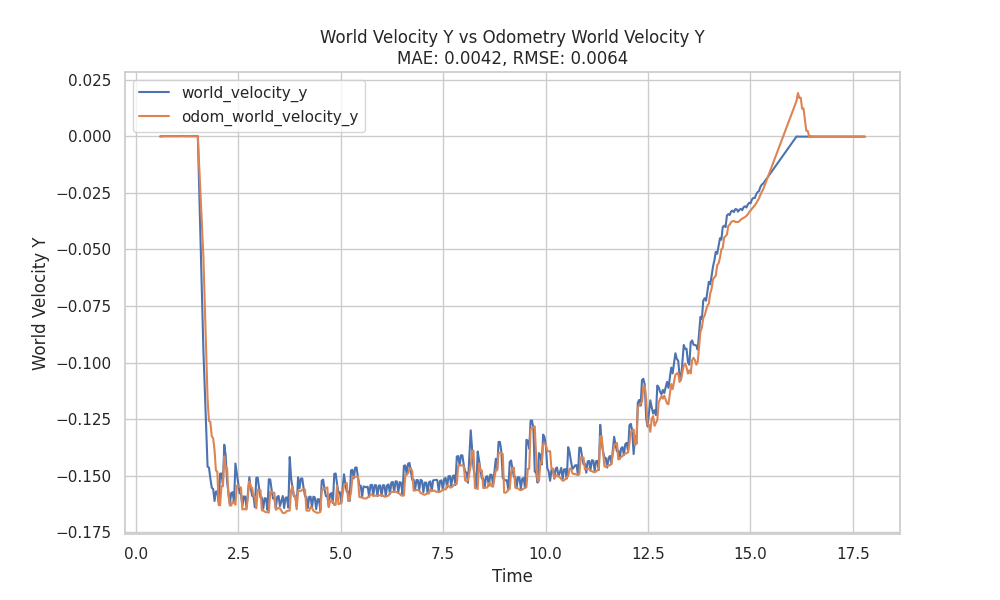 World Velocity Y vs Odometry World Velocity Y
MAE: 0.0042, RMSE: 0.0064
world_velocity_y
odom_world_velocity_y
World Velocity Y
0.025
0.000
−0.025
−0.050
−0.075
−0.100
−0.125
−0.150
−0.175
0.0 2.5 5.0 7.5 10.0 12.5 15.0 17.5
Time